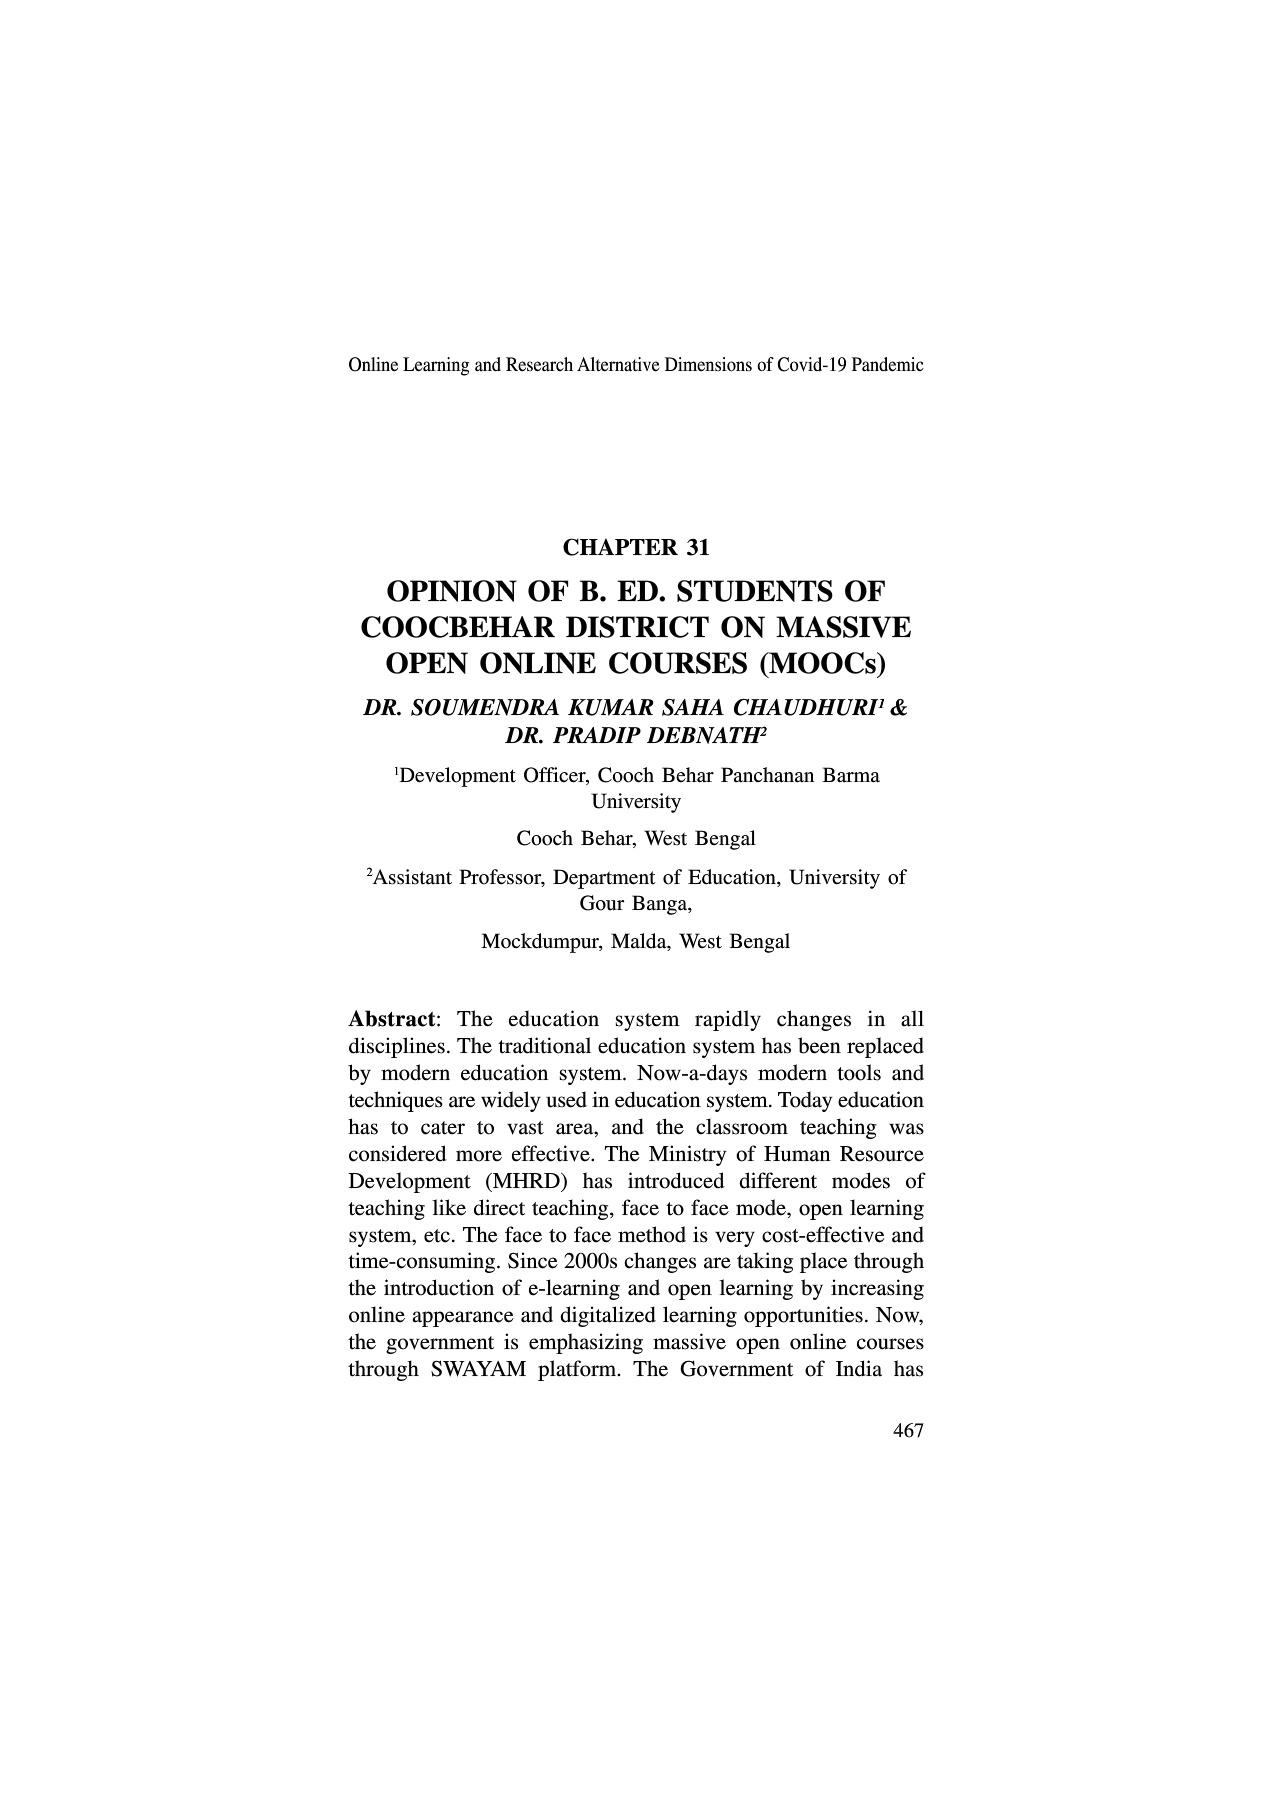 Online Learning and Research Alternative Dimensions of Covid-19 Pandemic
CHAPTER 31
OPINION OF B. ED. STUDENTS OF
COOCBEHAR DISTRICT ON MASSIVE
OPEN ONLINE COURSES (MOOCs)
DR. SOUMENDRA KUMAR SAHA CHAUDHURI¹ &
DR. PRADIP DEBNATH²
¹Development Officer, Cooch Behar Panchanan Barma
University
Cooch Behar, West Bengal
²Assistant Professor, Department of Education, University of
Gour Banga,
Mockdumpur, Malda, West Bengal
Abstract: The education system rapidly changes in all
disciplines. The traditional education system has been replaced
by modern education system. Now-a-days modern tools and
techniques are widely used in education system. Today education
has to cater to vast area, and the classroom teaching was
considered more effective. The Ministry of Human Resource
Development (MHRD) has introduced different modes of
teaching like direct teaching, face to face mode, open learning
system, etc. The face to face method is very cost-effective and
time-consuming. Since 2000s changes are taking place through
the introduction of e-learning and open learning by increasing
online appearance and digitalized learning opportunities. Now,
the government is emphasizing massive open online courses
through SWAYAM platform. The Government of India has
467